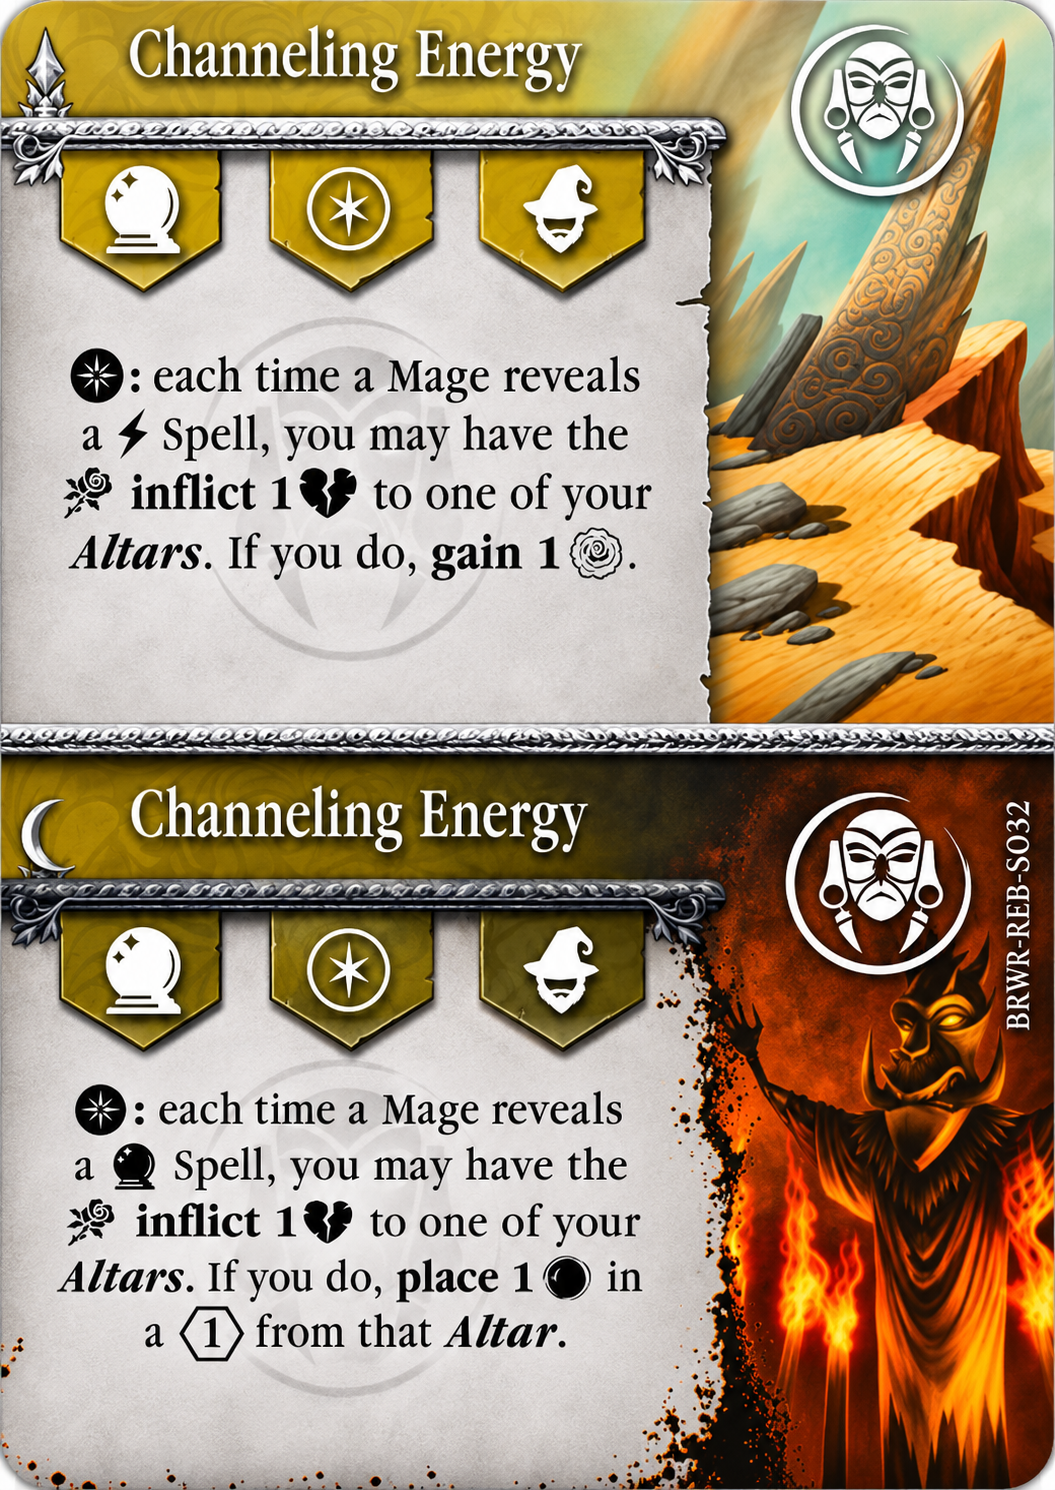 Channeling Energy
: each time a Mage reveals
a Spell, you may have the
inflict 1 to one of your
Altars. If you do, gain 1 .
Channeling Energy
BRWR-REB-S032
: each time a Mage reveals
a Spell, you may have the
inflict 1 to one of your
Altars. If you do, place 1 in
a 1 from that Altar.